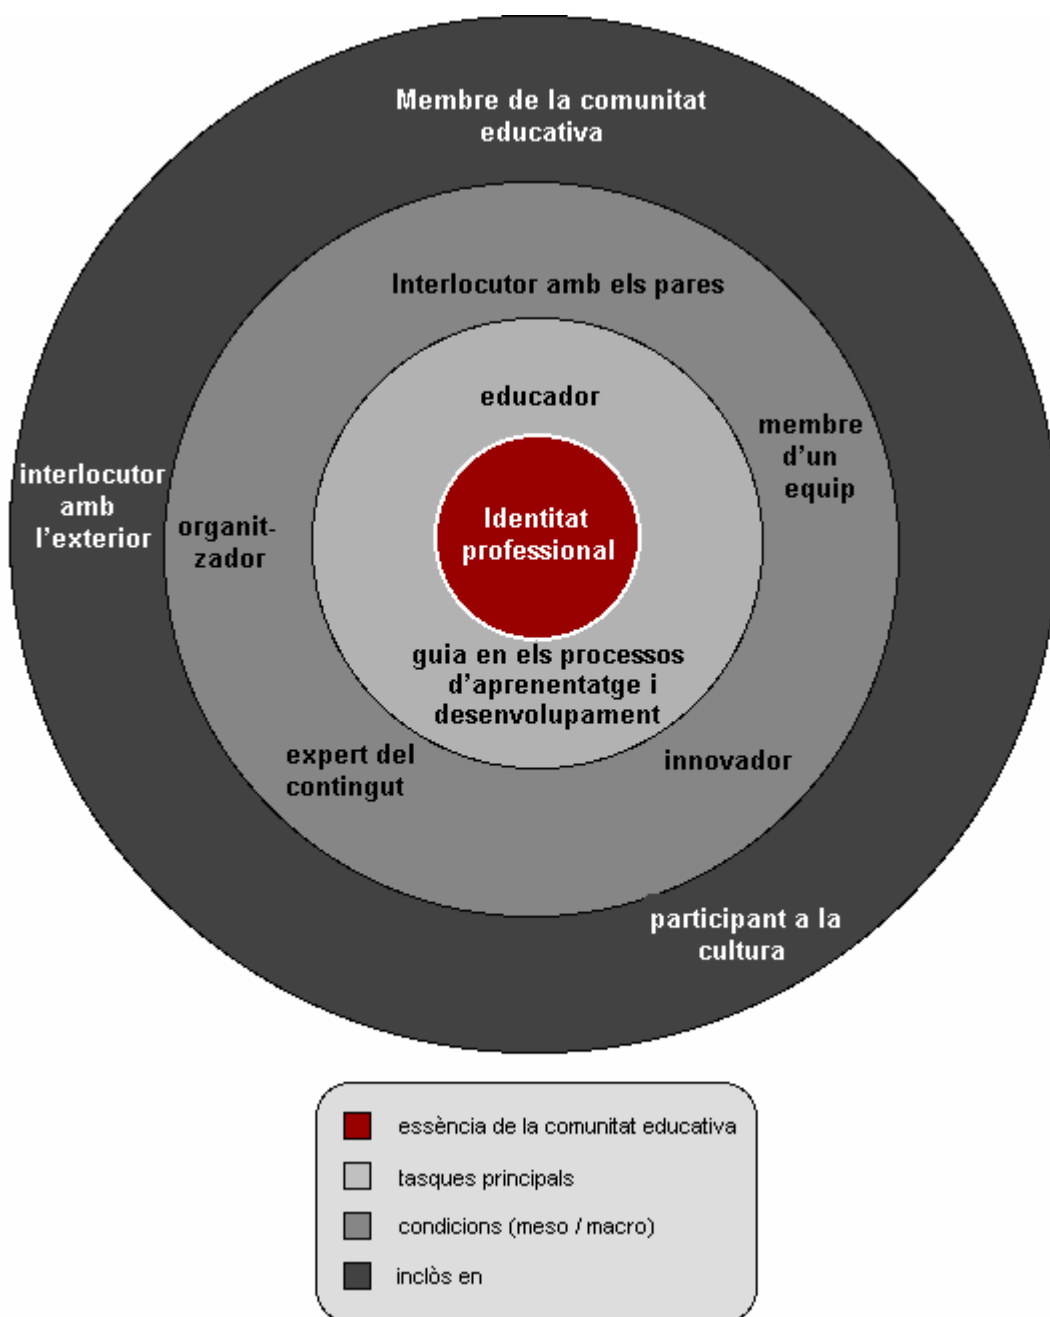 Membre de la comunitat
educativa
Interlocutor amb els pares
educador
membre
d'un
equip
interlocutor
amb
l'exterior
organit-
zador
Identitat
professional
guia en els processos
d'aprenentatge i
desenvolupament
expert del
contingut
innovador
participant a la
cultura
essència de la comunitat educativa
tasques principals
condicions (meso / macro)
inclòs en